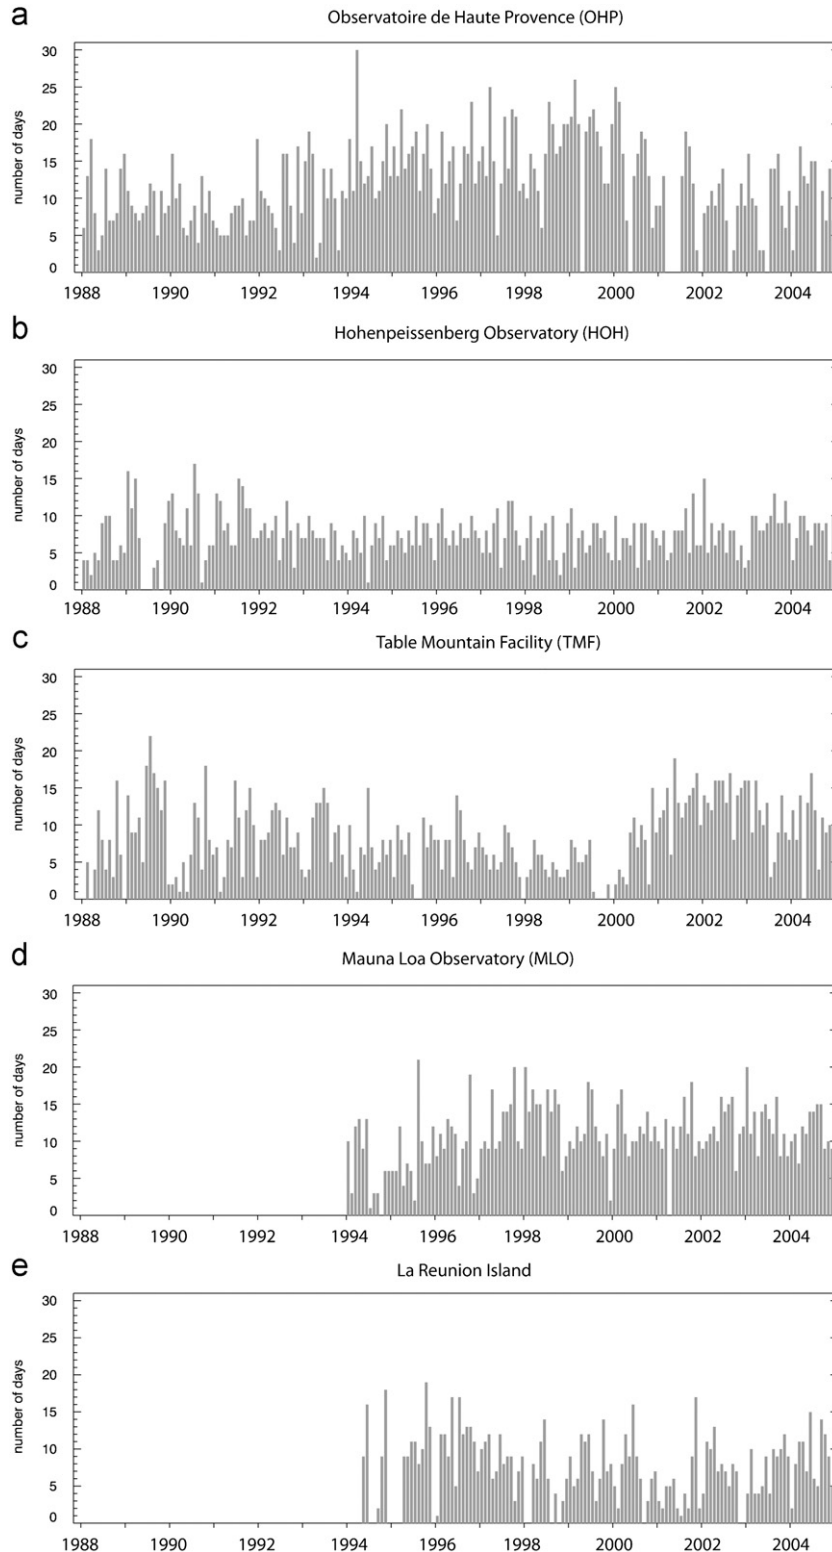 a
Observatoire de Haute Provence (OHP)
number of days
30
25
20
15
10
5
0
1988 1990 1992 1994 1996 1998 2000 2002 2004
b
Hohenpeissenberg Observatory (HOH)
number of days
30
25
20
15
10
5
0
1988 1990 1992 1994 1996 1998 2000 2002 2004
c
Table Mountain Facility (TMF)
number of days
30
25
20
15
10
5
0
1988 1990 1992 1994 1996 1998 2000 2002 2004
d
Mauna Loa Observatory (MLO)
number of days
30
25
20
15
10
5
0
1988 1990 1992 1994 1996 1998 2000 2002 2004
e
La Reunion Island
number of days
30
25
20
15
10
5
0
1988 1990 1992 1994 1996 1998 2000 2002 2004